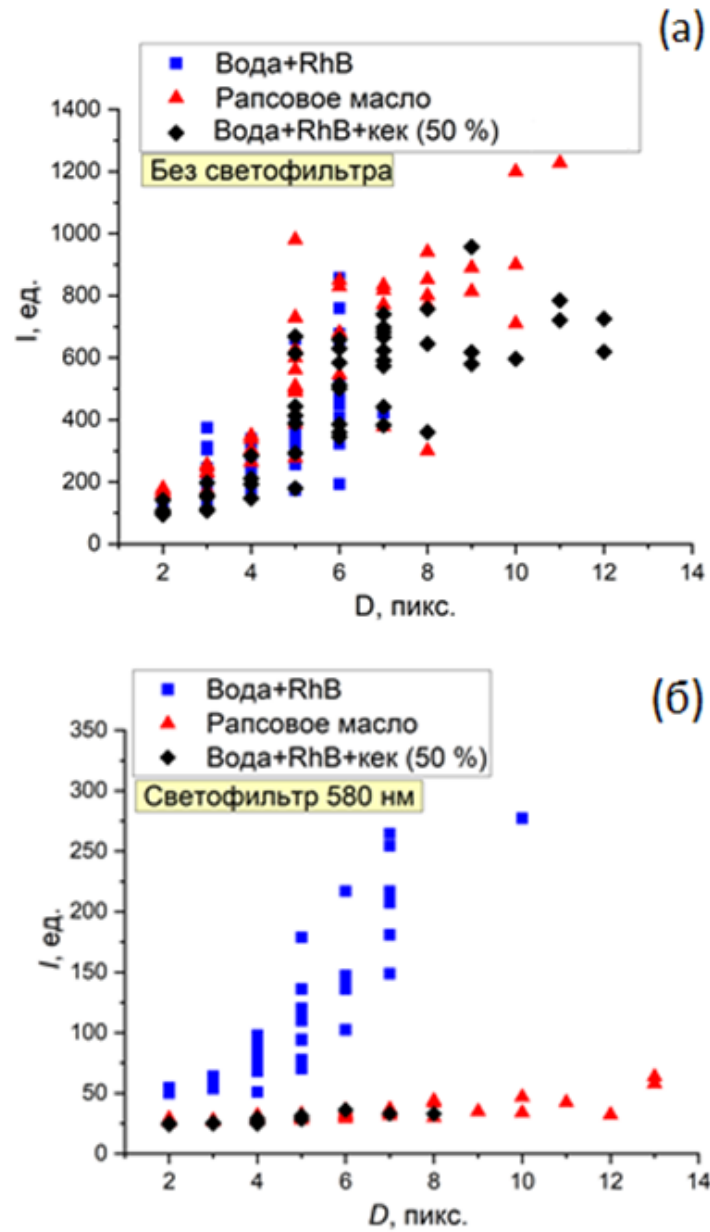 (а)
Вода+RhB
Рапсовое масло
Вода+RhB+кек (50 %)
Без светофильтра
1400
1200
1000
800
600
400
200
0
I, ед.
2 4 6 8 10 12 14
D, пикс.
(б)
Вода+RhB
Рапсовое масло
Вода+RhB+кек (50 %)
Светофильтр 580 нм
350
300
250
200
150
100
50
0
I, ед.
2 4 6 8 10 12 14
D, пикс.